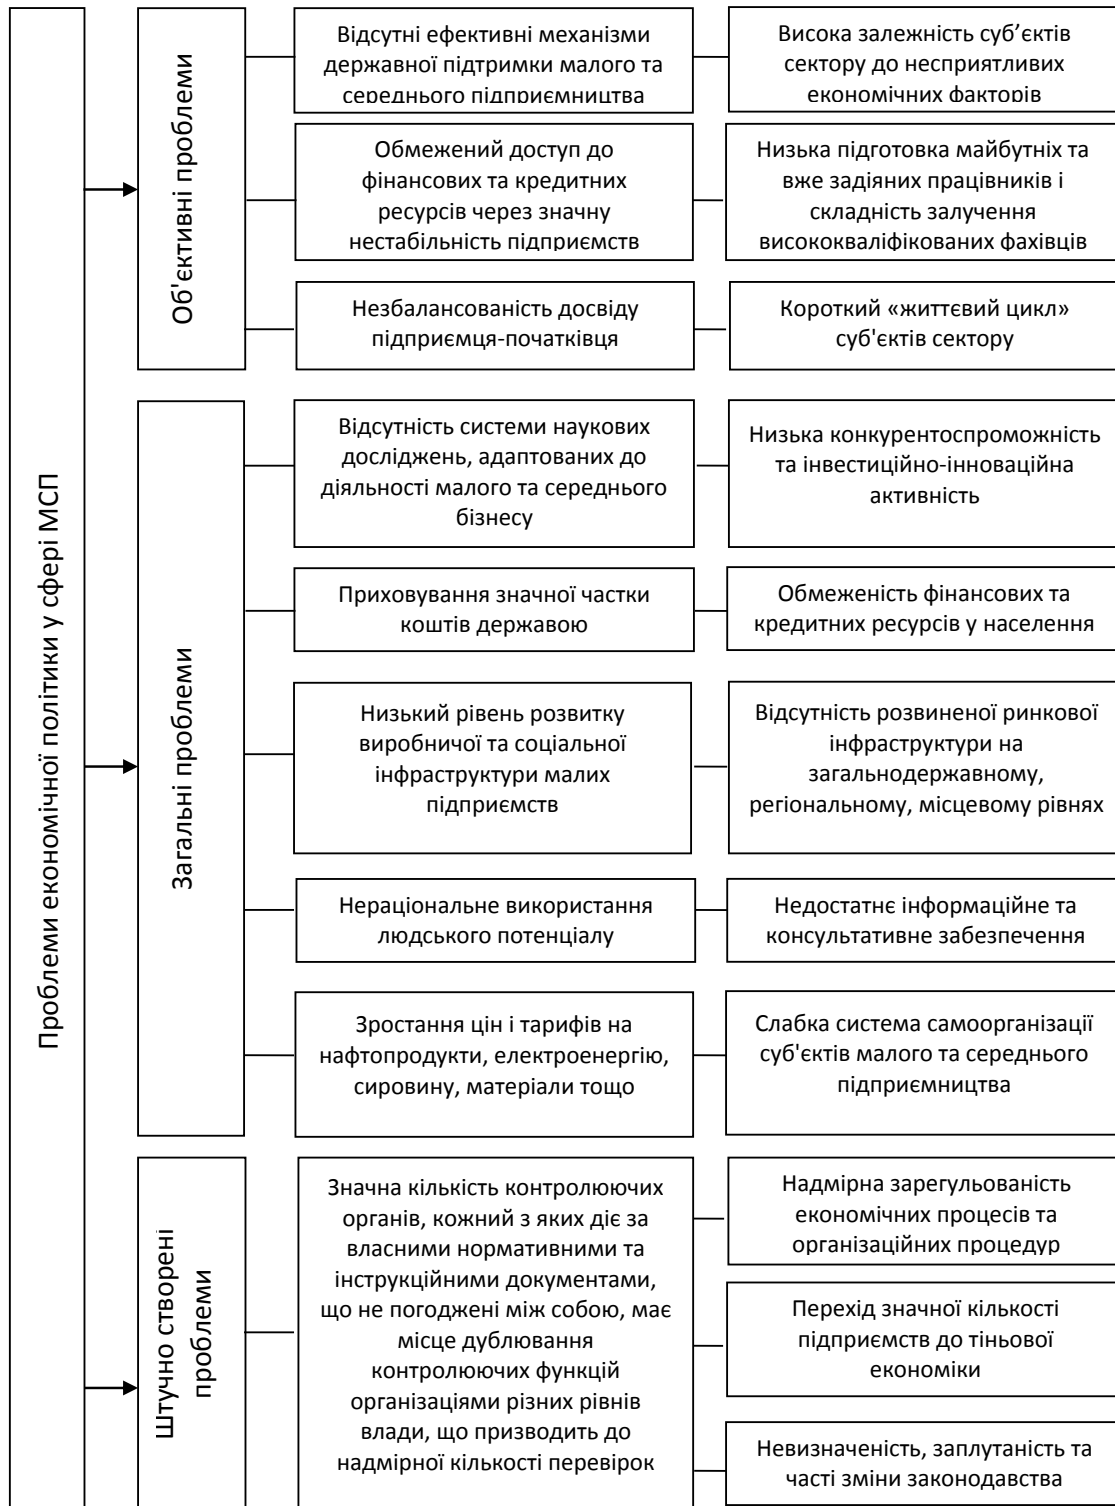 Проблеми економічної політики у сфері МСП
Об'єктивні проблеми
Відсутні ефективні механізми
державної підтримки малого та
середнього підприємництва
Висока залежність суб’єктів
сектору до несприятливих
економічних факторів
Обмежений доступ до
фінансових та кредитних
ресурсів через значну
нестабільність підприємств
Низька підготовка майбутніх та
вже задіяних працівників і
складність залучення
висококваліфікованих фахівців
Незбалансованість досвіду
підприємця-початківця
Короткий «життєвий цикл»
суб'єктів сектору
Загальні проблеми
Відсутність системи наукових
досліджень, адаптованих до
діяльності малого та середнього
бізнесу
Низька конкурентоспроможність
та інвестиційно-інноваційна
активність
Приховування значної частки
коштів державою
Обмеженість фінансових та
кредитних ресурсів у населення
Низький рівень розвитку
виробничої та соціальної
інфраструктури малих
підприємств
Відсутність розвиненої ринкової
інфраструктури на
загальнодержавному,
регіональному, місцевому рівнях
Нераціональне використання
людського потенціалу
Недостатнє інформаційне та
консультативне забезпечення
Зростання цін і тарифів на
нафтопродукти, електроенергію,
сировину, матеріали тощо
Слабка система самоорганізації
суб'єктів малого та середнього
підприємництва
Штучно створені
проблеми
Значна кількість контролюючих
органів, кожний з яких діє за
власними нормативними та
інструкційними документами,
що не погоджені між собою, має
місце дублювання
контролюючих функцій
організаціями різних рівнів
влади, що призводить до
надмірної кількості перевірок
Надмірна зарегульованість
економічних процесів та
організаційних процедур
Перехід значної кількості
підприємств до тіньової
економіки
Невизначеність, заплутаність та
часті зміни законодавства